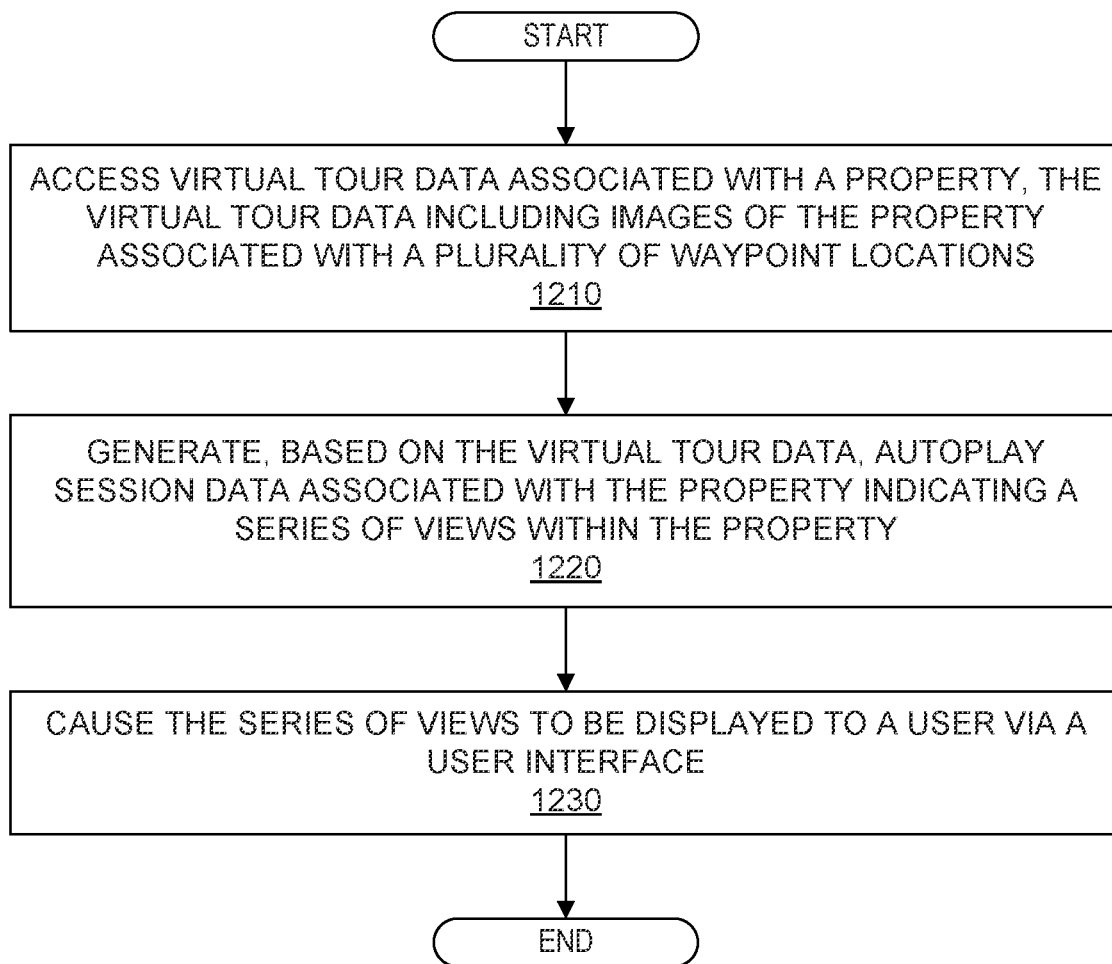 START
ACCESS VIRTUAL TOUR DATA ASSOCIATED WITH A PROPERTY, THE
VIRTUAL TOUR DATA INCLUDING IMAGES OF THE PROPERTY
ASSOCIATED WITH A PLURALITY OF WAYPOINT LOCATIONS
1210
GENERATE, BASED ON THE VIRTUAL TOUR DATA, AUTOPLAY
SESSION DATA ASSOCIATED WITH THE PROPERTY INDICATING A
SERIES OF VIEWS WITHIN THE PROPERTY
1220
CAUSE THE SERIES OF VIEWS TO BE DISPLAYED TO A USER VIA A
USER INTERFACE
1230
END